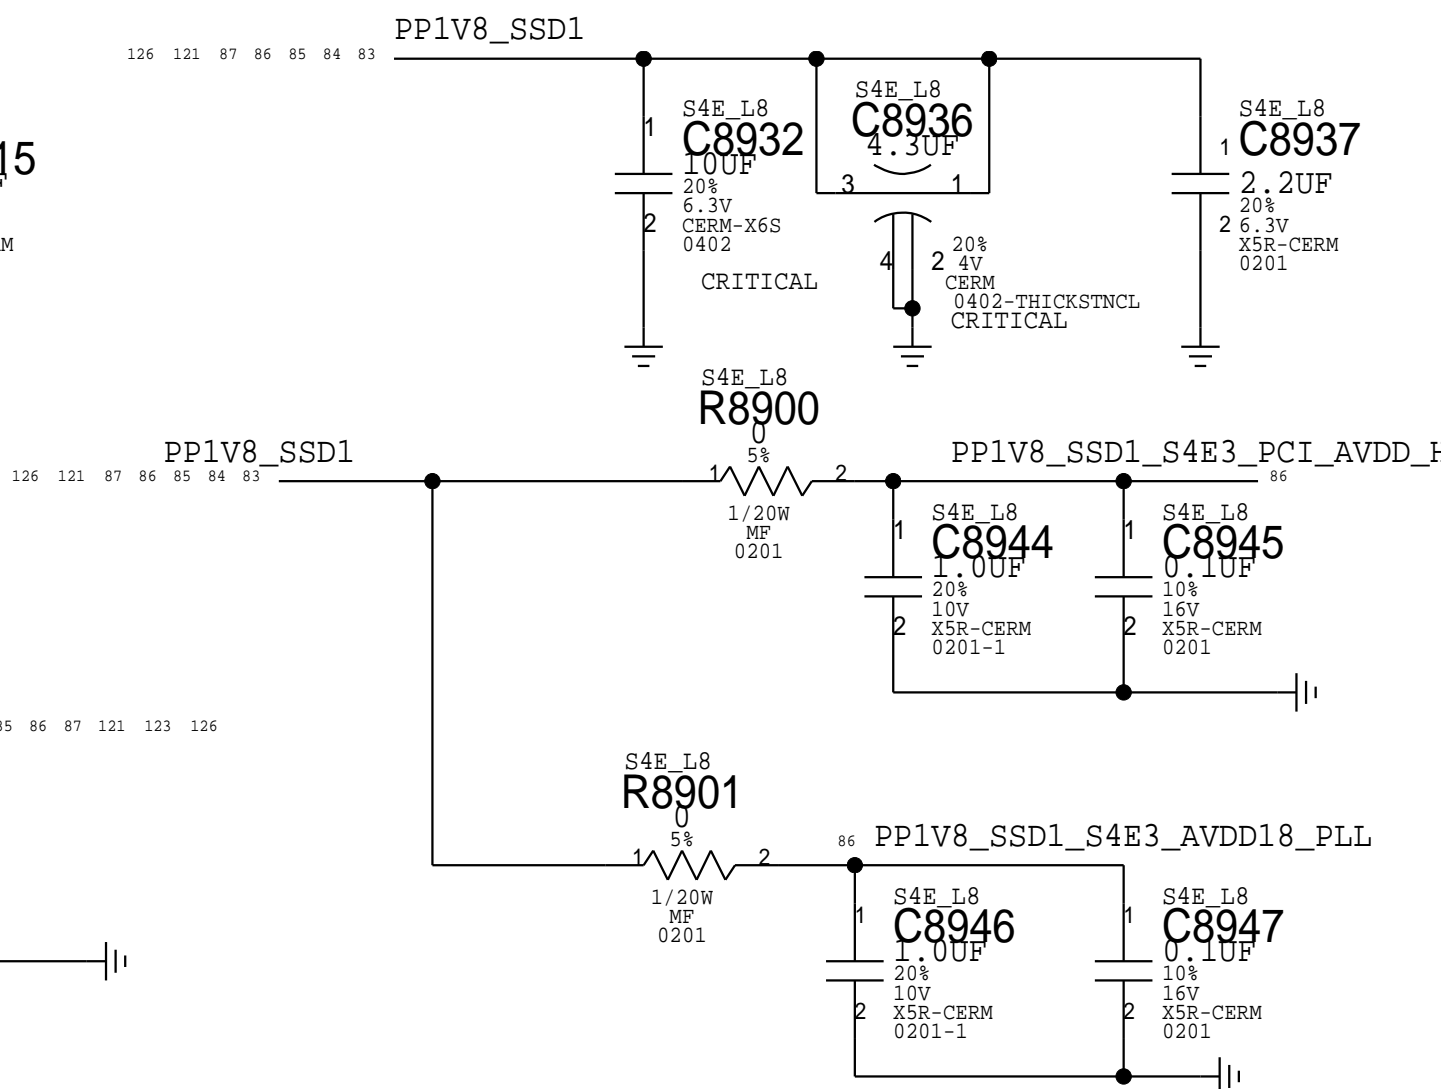 PP1V8_SSD1
126 121 87 86 85 84 83
S4E_L8
C8932
10UF
20%
6.3V
CERM-X6S
0402
CRITICAL
1
2
S4E_L8
C8936
4.3UF
3 1
4 2
20%
4V
CERM
0402-THICKSTNCL
CRITICAL
S4E_L8
C8937
1
2.2UF
20%
2 6.3V
X5R-CERM
0201
15
M
S4E_L8
R8900
0
5%
1 2
1/20W
MF
0201
PP1V8_SSD1
126 121 87 86 85 84 83
PP1V8_SSD1_S4E3_PCI_AVDD_H
86
S4E_L8
C8944
1.0UF
20%
10V
X5R-CERM
0201-1
1
2
S4E_L8
C8945
0.1UF
10%
16V
X5R-CERM
0201
1
2
85 86 87 121 123 126
S4E_L8
R8901
0
5%
1 2
1/20W
MF
0201
86 PP1V8_SSD1_S4E3_AVDD18_PLL
S4E_L8
C8946
1.0UF
20%
10V
X5R-CERM
0201-1
1
2
S4E_L8
C8947
0.1UF
10%
16V
X5R-CERM
0201
1
2